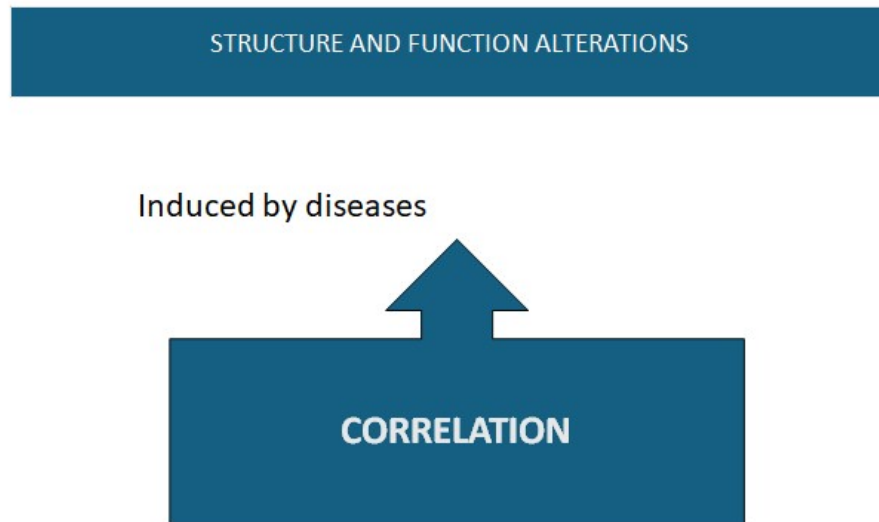 STRUCTURE AND FUNCTION ALTERATIONS
Induced by diseases
CORRELATION